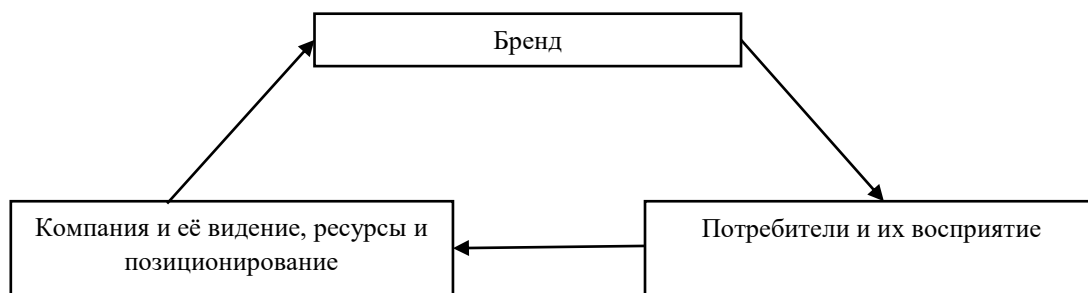 Бренд
Компания и её видение, ресурсы и
позиционирование
Потребители и их восприятие